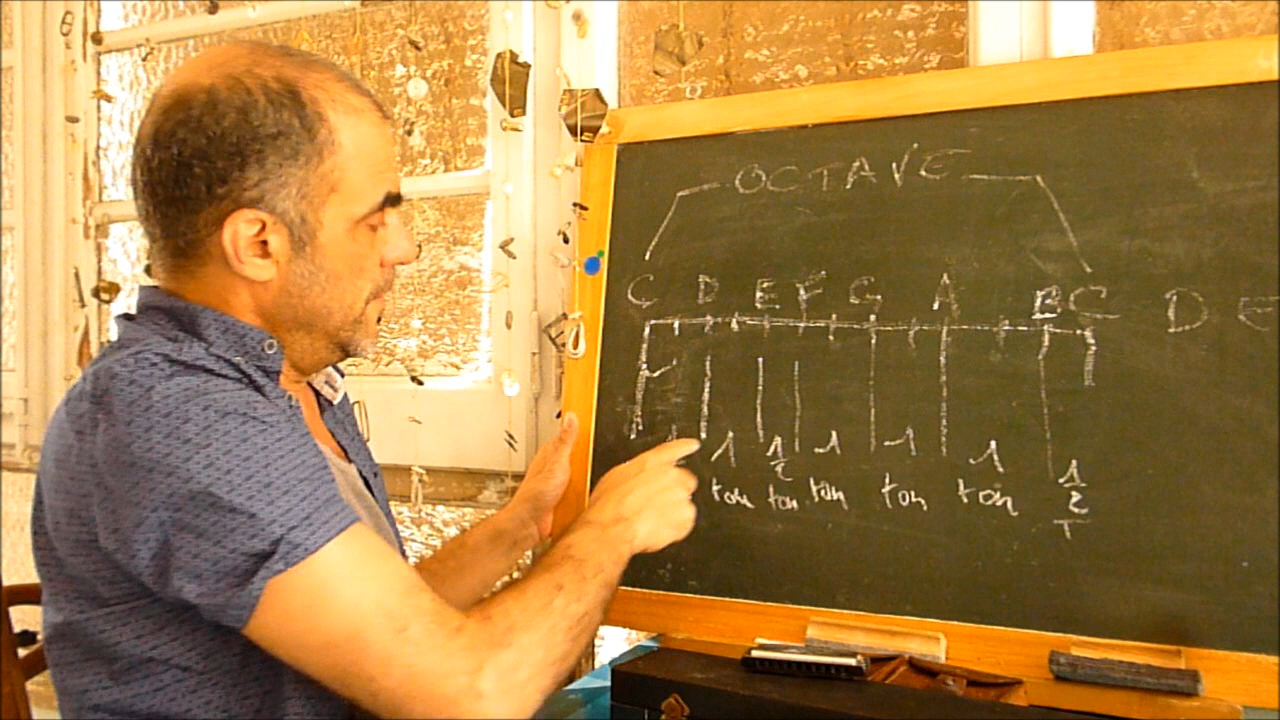 OCTAVE
C D E F G A B C D E
1 1/2 1 1 1 1/2
ton ton ton ton ton T